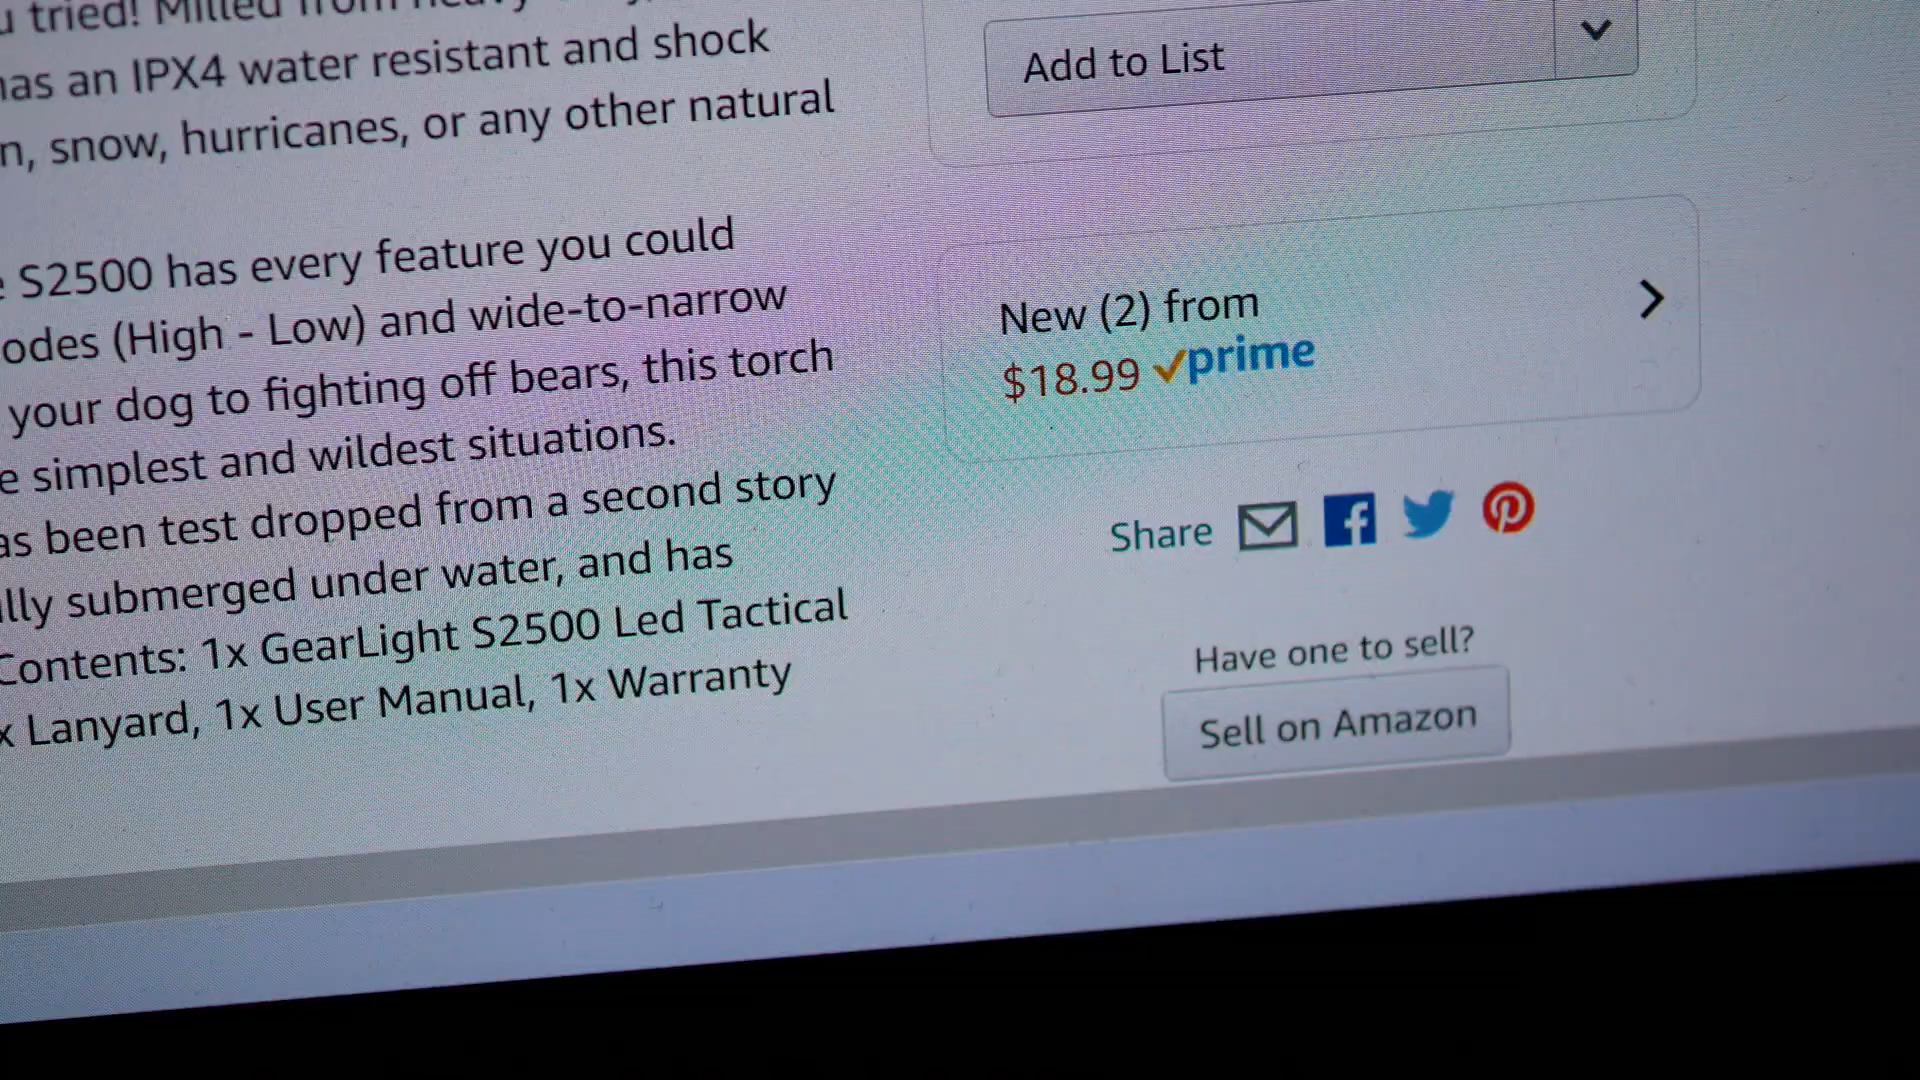 tried! Milled from
has an IPX4 water resistant and shock
snow, hurricanes, or any other natural
S2500 has every feature you could
odes (High - Low) and wide-to-narrow
your dog to fighting off bears, this torch
e simplest and wildest situations.
as been test dropped from a second story
lly submerged under water, and has
Contents: 1x GearLight S2500 Led Tactical
x Lanyard, 1x User Manual, 1x Warranty
Add to List
New (2) from
$18.99 prime
Share
Have one to sell?
Sell on Amazon